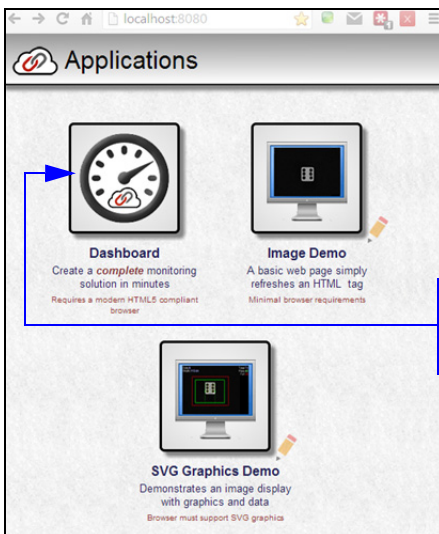 localhost:8080
Applications
Dashboard
Create a complete monitoring
solution in minutes
Requires a modern HTML5 compliant
browser
Image Demo
A basic web page simply
refreshes an HTML tag
Minimal browser requirements
SVG Graphics Demo
Demonstrates an image display
with graphics and data
Browser must support SVG graphics